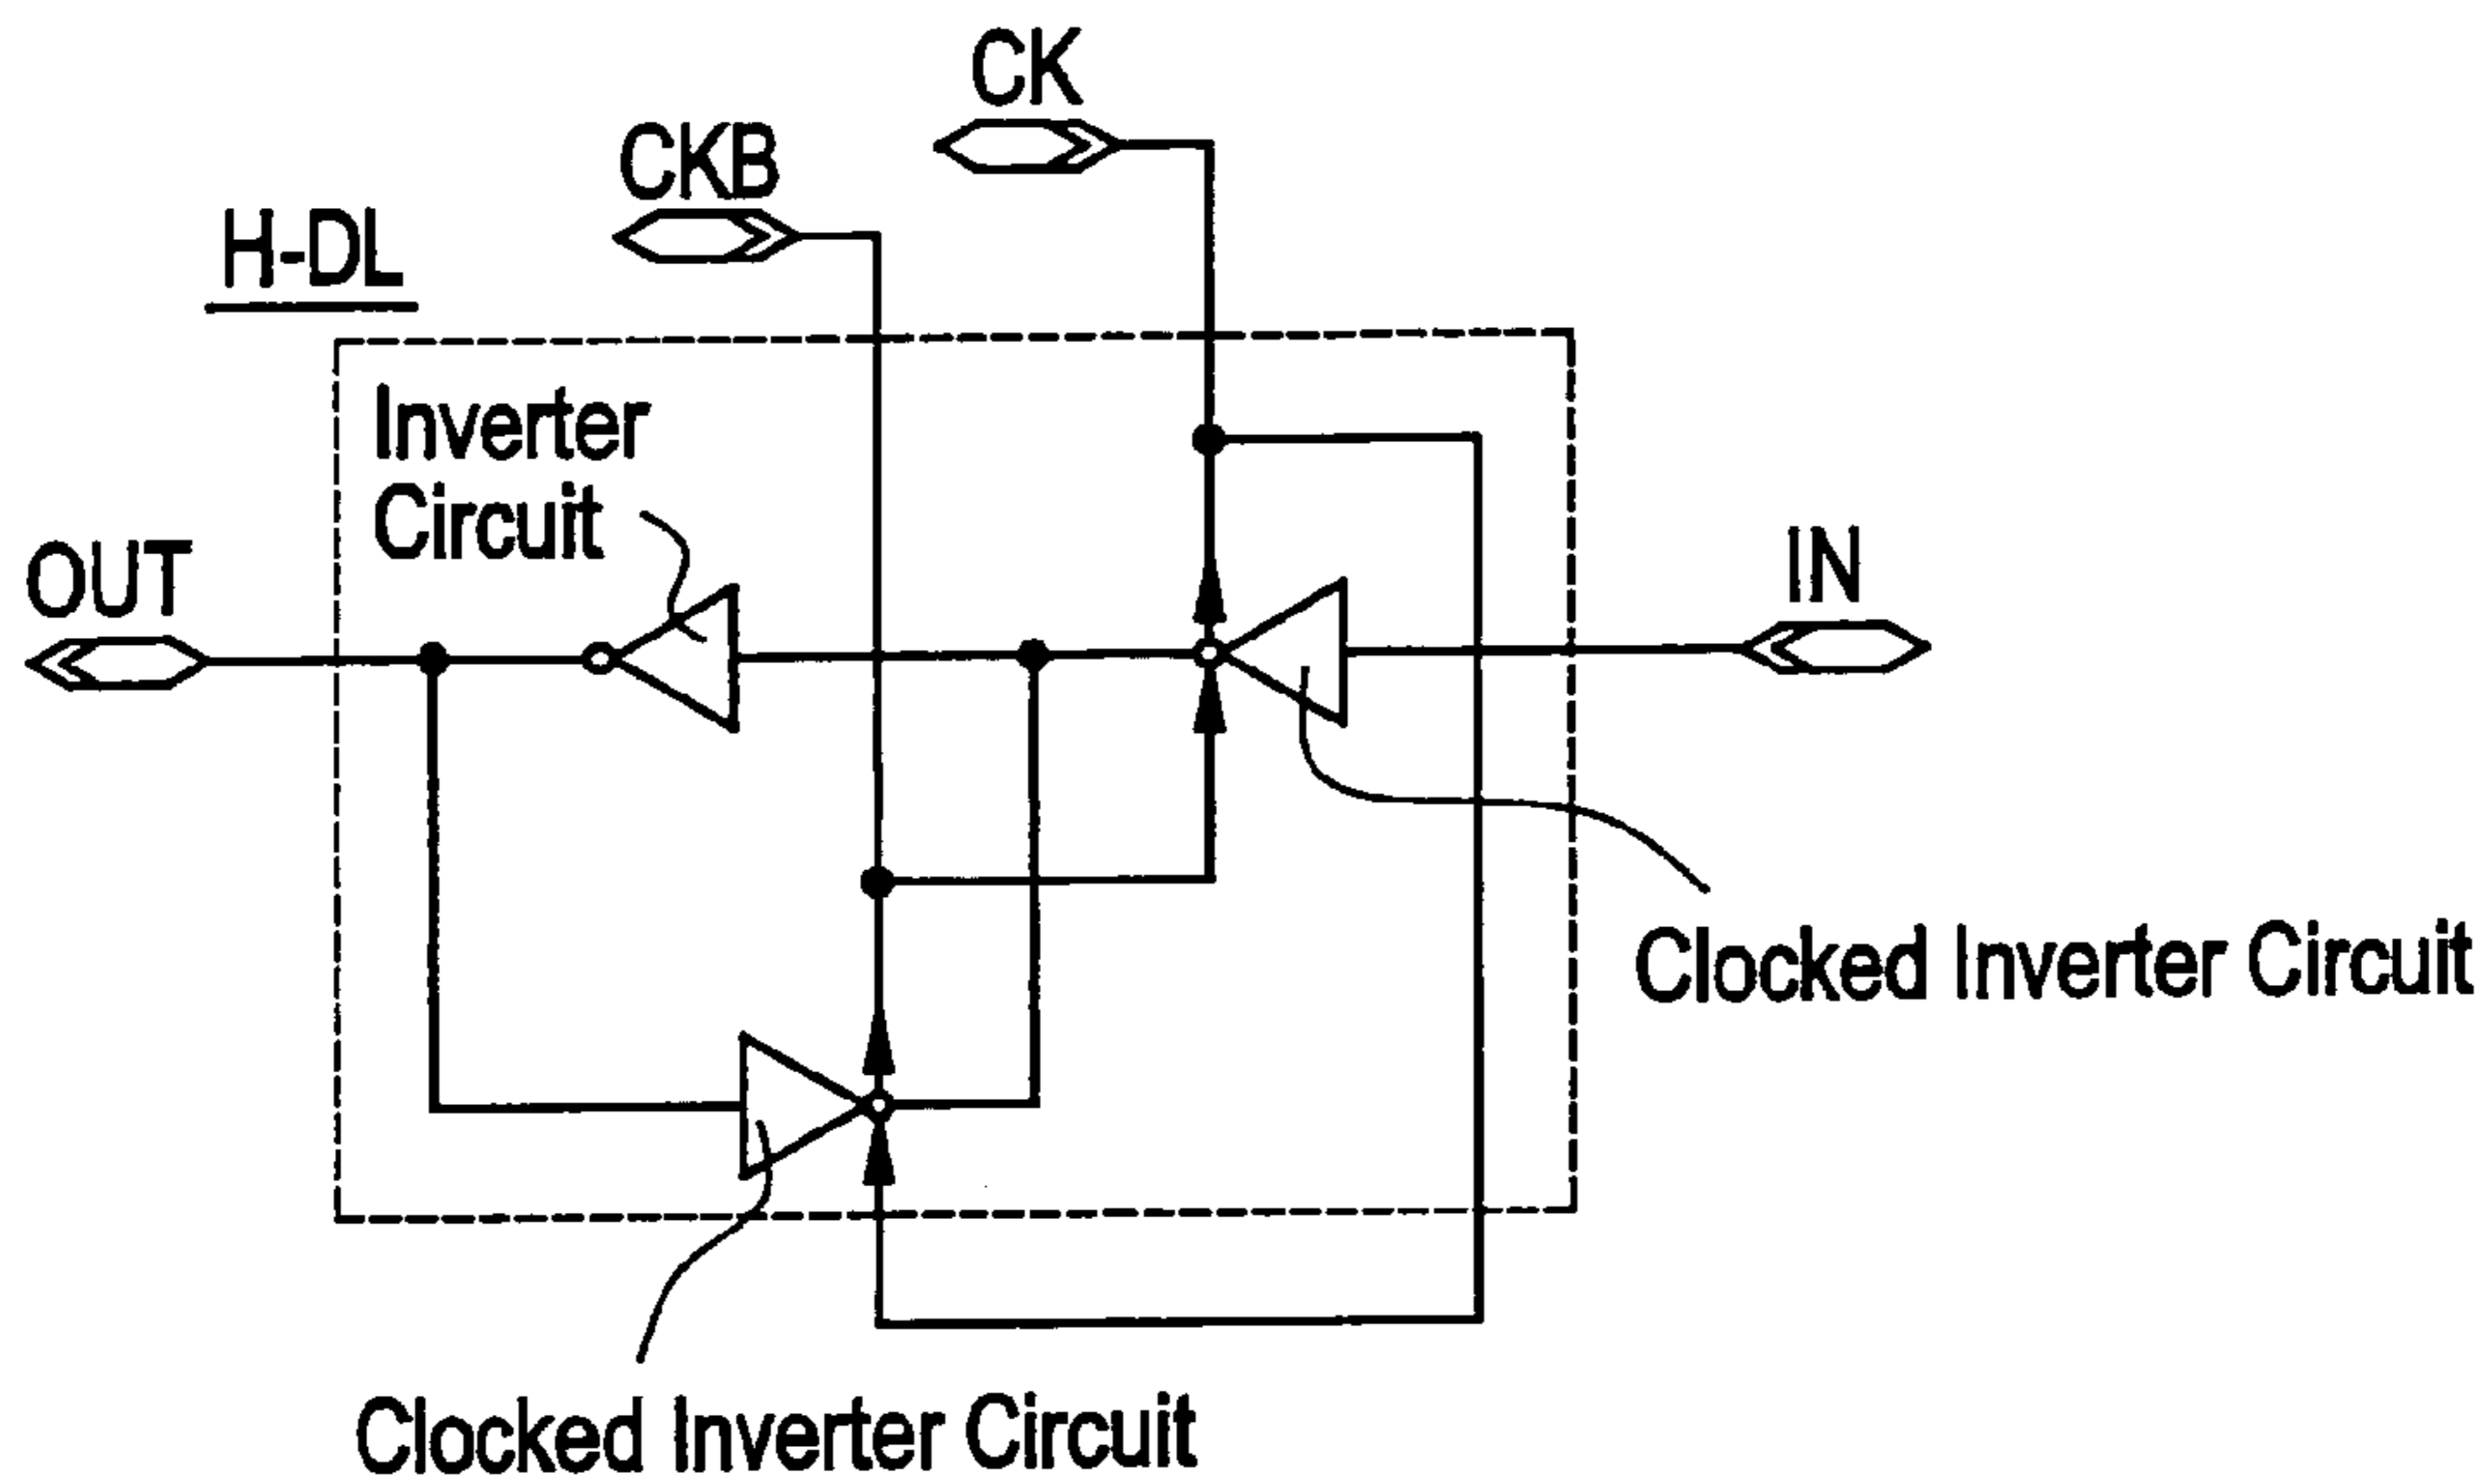 CK
CKB
H-DL
Inverter
Circuit
OUT
IN
Clocked Inverter Circuit
Clocked Inverter Circuit